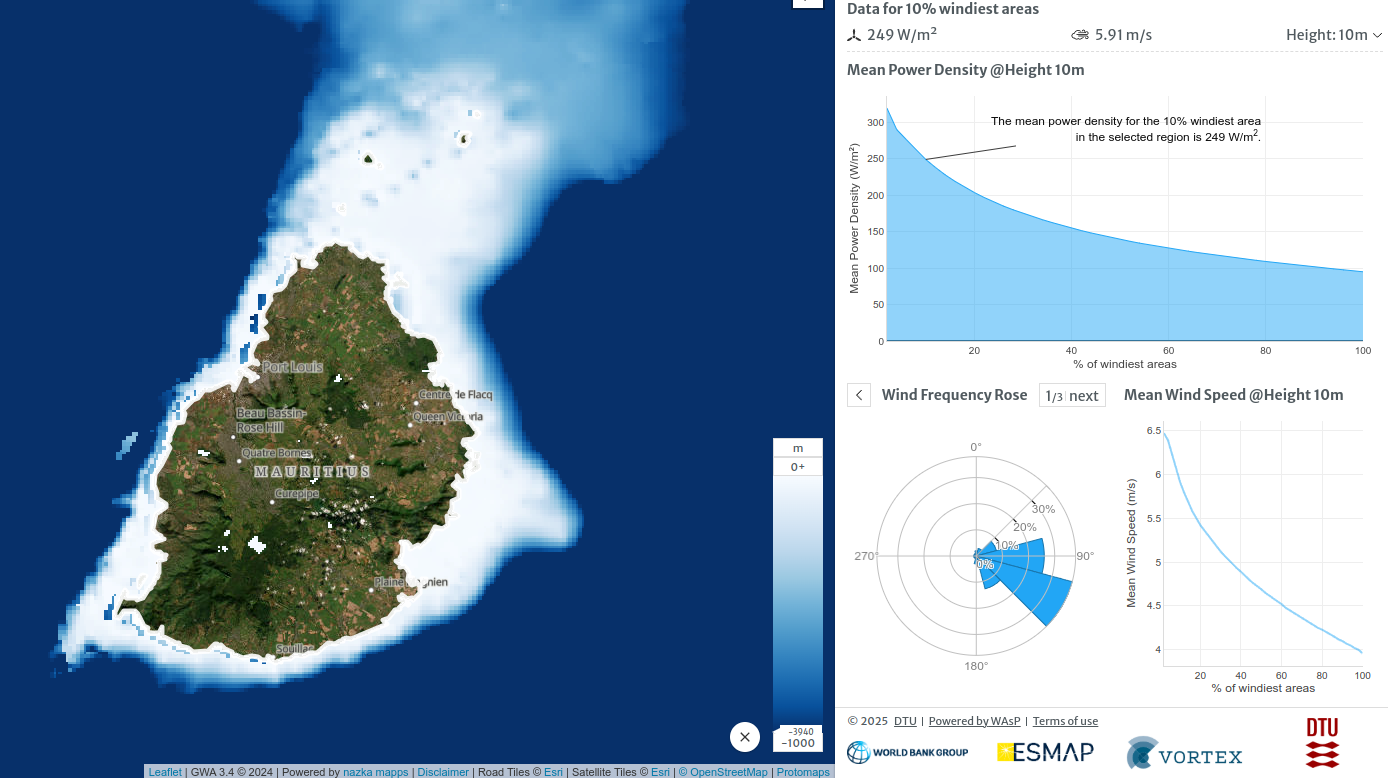 Port Louis
Centre de Flacq
Beau Bassin-
Rose Hill
Queen Victoria
Quatre Bornes
MAURITIUS
Curepipe
Souillac
m
0+
-3940
-1000
Leaflet | GWA 3.4 © 2024 | Powered by nazka mapps | Disclaimer | Road Tiles © Esri | Satellite Tiles © Esri | © OpenStreetMap | Protomaps
Data for 10% windiest areas
249 W/m²
5.91 m/s
Height: 10m
Mean Power Density @Height 10m
The mean power density for the 10% windiest area
in the selected region is 249 W/m².
Mean Power Density (W/m²)
300
250
200
150
100
50
0
20 40 60 80 100
% of windiest areas
Wind Frequency Rose
1/3 next
0°
30%
20%
10%
0%
270°
90°
180°
Mean Wind Speed @Height 10m
Mean Wind Speed (m/s)
6.5
6
5.5
5
4.5
4
20 40 60 80 100
% of windiest areas
© 2025 DTU | Powered by WAsP | Terms of use
WORLD BANK GROUP
ESMAP
VORTEX
DTU